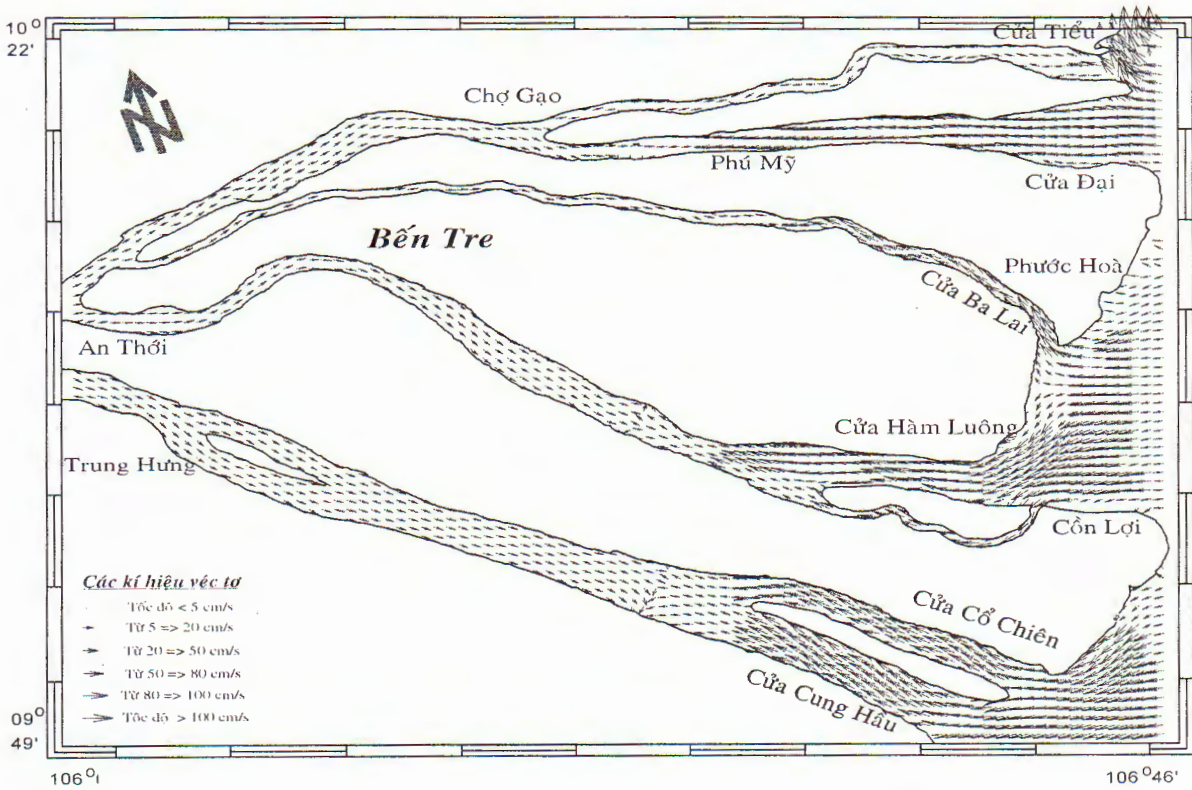 10°
22'
Cửa Tiểu
Chợ Gạo
Phú Mỹ
Cửa Đại
Bến Tre
Phước Hoà
Cửa Ba Lai
An Thới
Cửa Hàm Luông
Trung Hưng
Cồn Lợi
Các kí hiệu véc tơ
Tốc độ < 5 cm/s
Từ 5 => 20 cm/s
Từ 20 => 50 cm/s
Từ 50 => 80 cm/s
Từ 80 => 100 cm/s
Tốc độ > 100 cm/s
Cửa Cổ Chiên
Cửa Cung Hầu
09°
49'
106°
106°46'